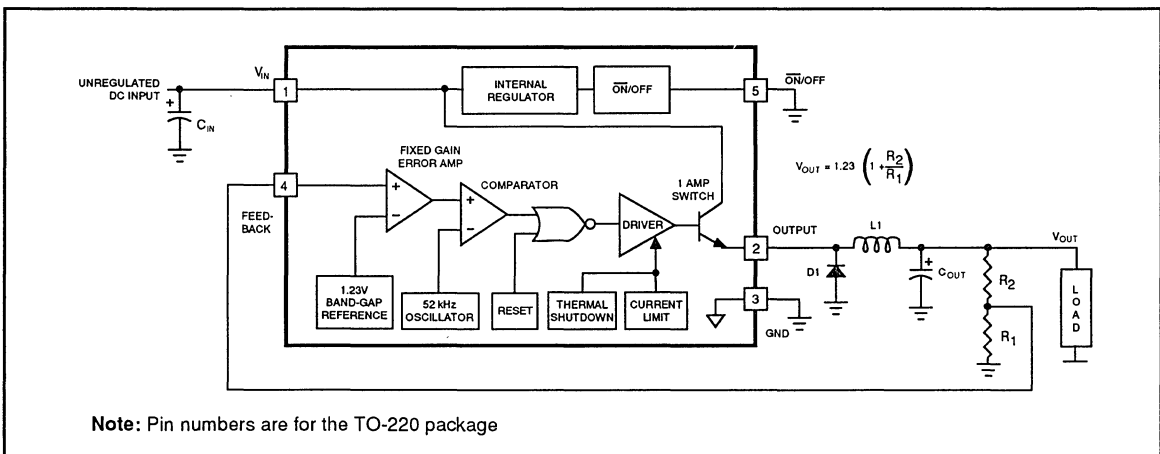 UNREGULATED
DC INPUT
+
C_IN
V_IN
1
INTERNAL
REGULATOR
ON/OFF
5
ON/OFF
FIXED GAIN
ERROR AMP
4
FEED-
BACK
+
−
COMPARATOR
+
−
DRIVER
1 AMP
SWITCH
V_OUT = 1.23 (1 + R2/R1)
OUTPUT
2
L1
V_OUT
D1
+
C_OUT
R2
R1
LOAD
3
GND
1.23V
BAND-GAP
REFERENCE
52 kHz
OSCILLATOR
RESET
THERMAL
SHUTDOWN
CURRENT
LIMIT
Note: Pin numbers are for the TO-220 package